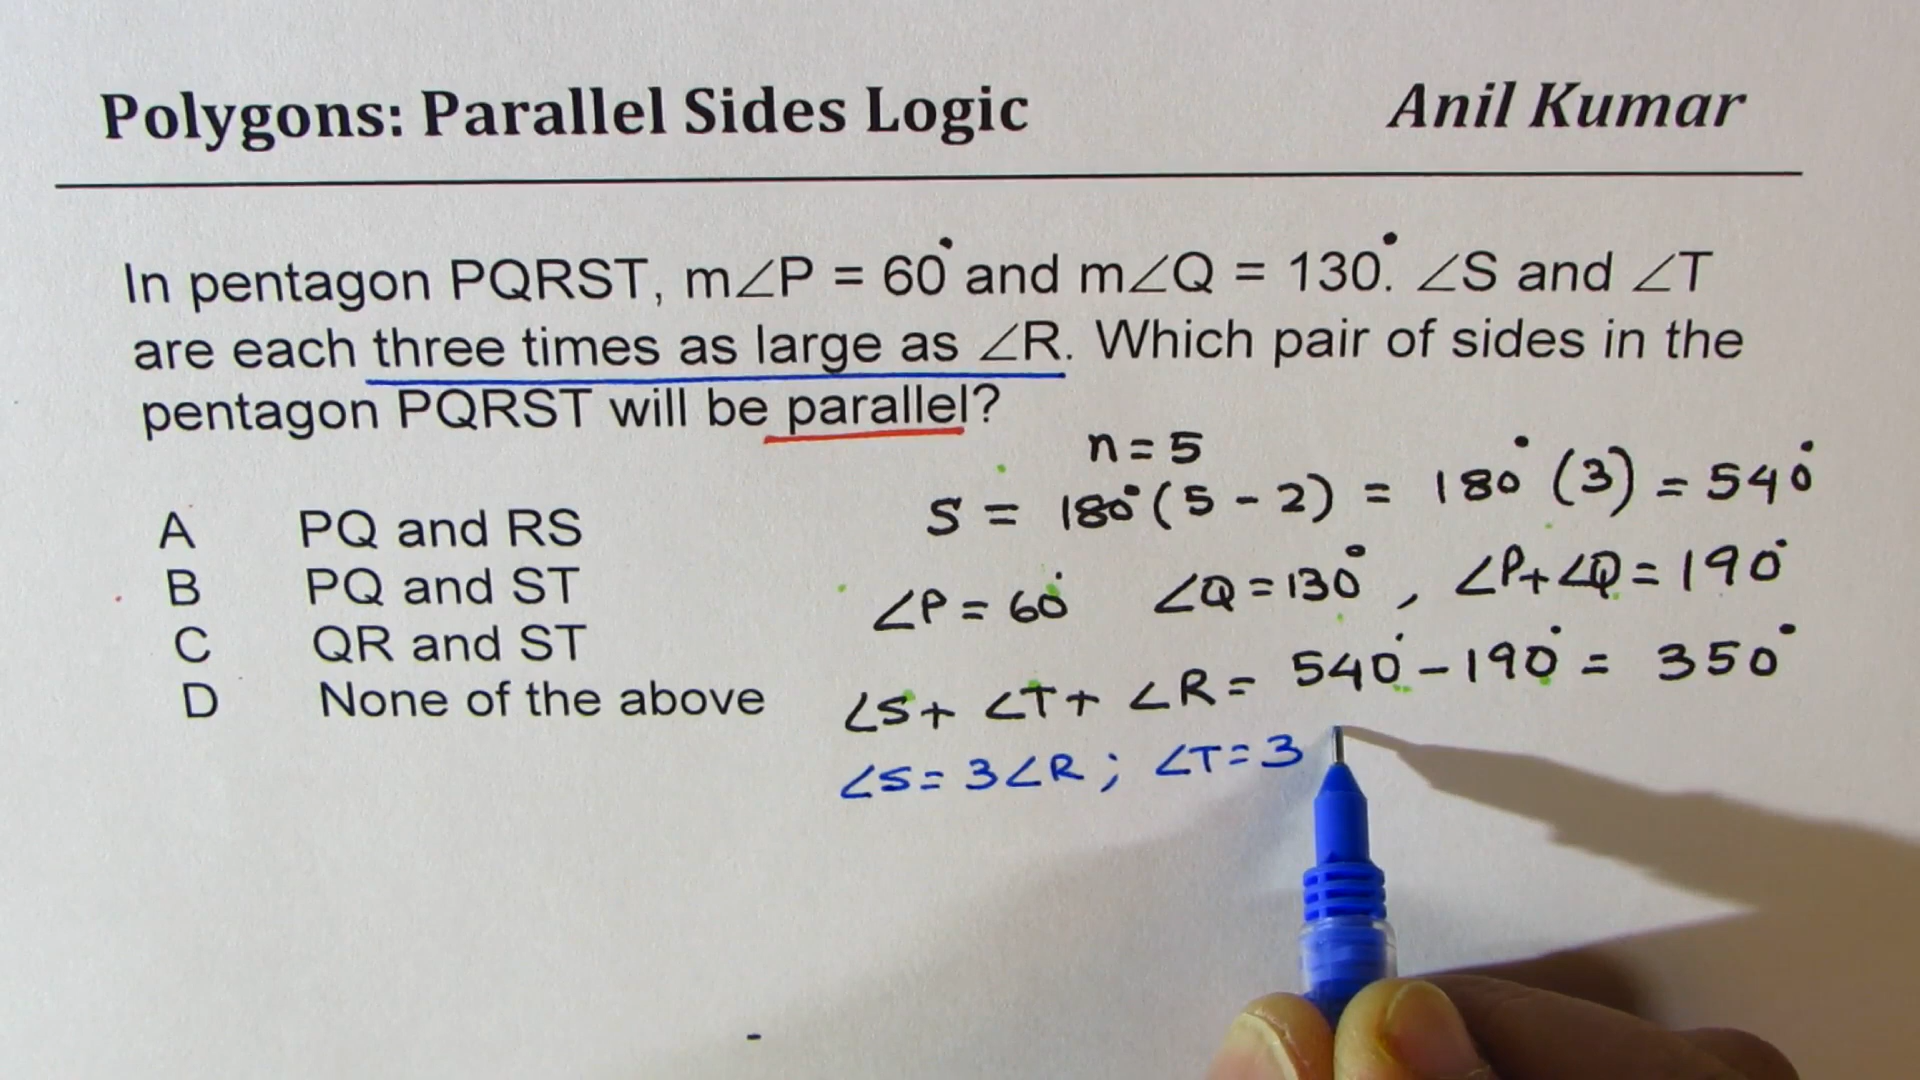 Polygons: Parallel Sides Logic Anil Kumar
In pentagon PQRST, m∠P = 60° and m∠Q = 130°. ∠S and ∠T
are each three times as large as ∠R. Which pair of sides in the
pentagon PQRST will be parallel?
n = 5
S = 180°(5 - 2) = 180°(3) = 540°
A PQ and RS
B PQ and ST
C QR and ST
D None of the above
∠P = 60° ∠Q = 130°, ∠P+∠Q = 190°
∠S + ∠T + ∠R = 540° - 190° = 350°
∠S = 3∠R ; ∠T = 3